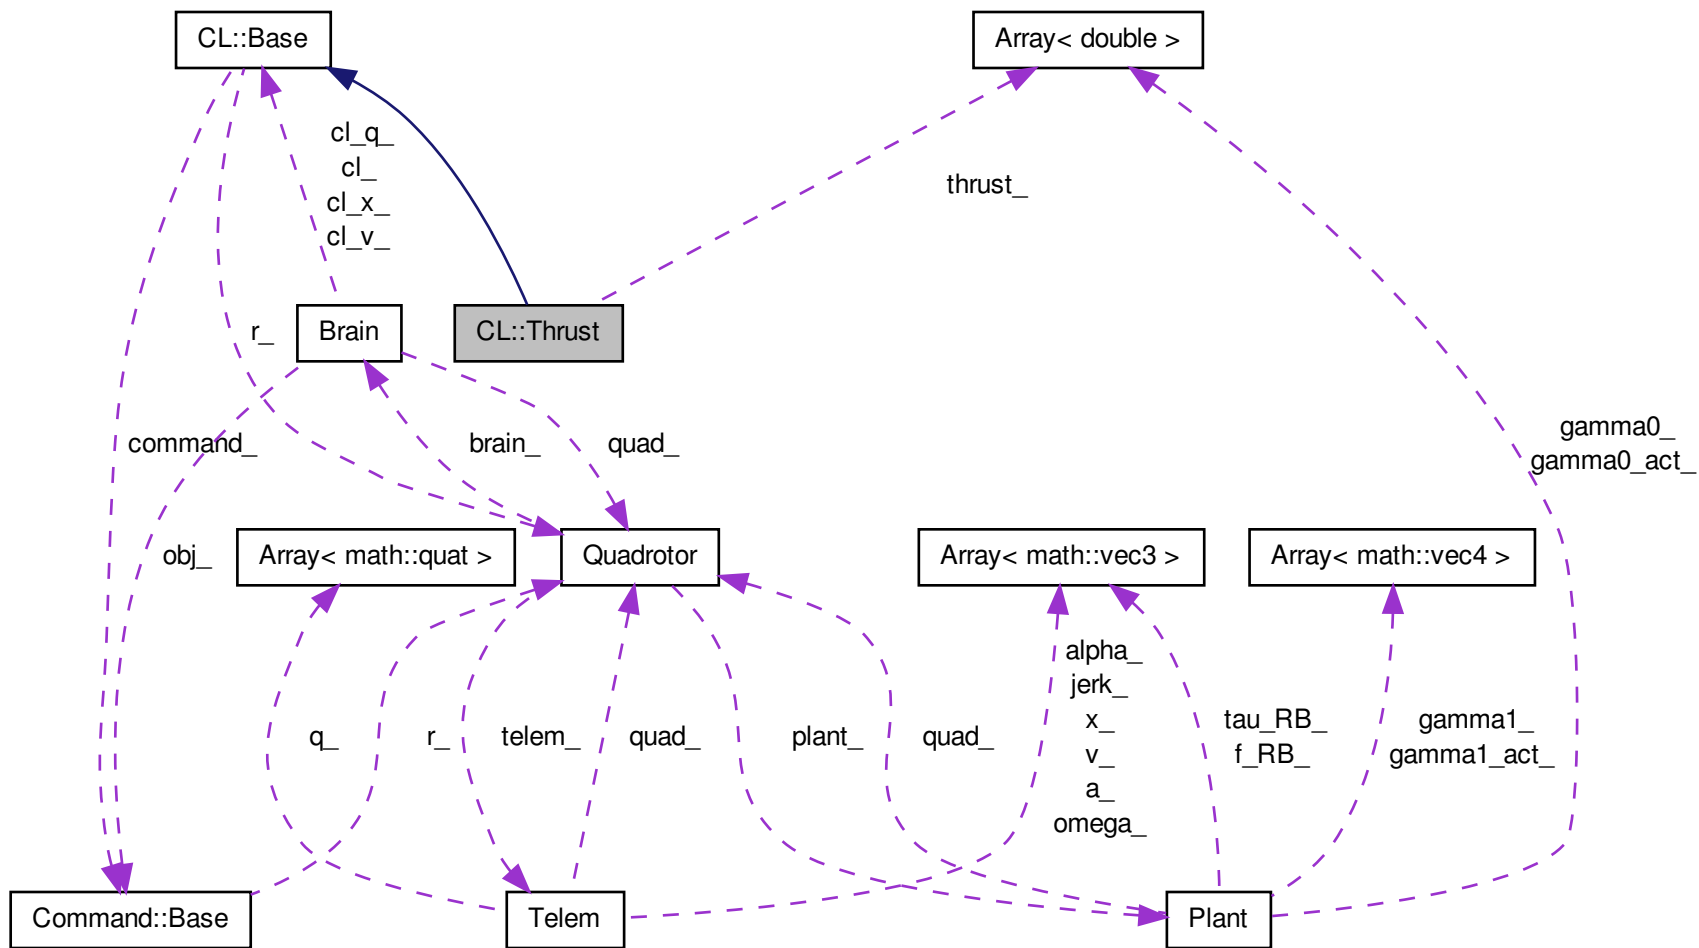 CL::Base
Array< double >
cl_q_
cl_
cl_x_
cl_v_
thrust_
r_
Brain
CL::Thrust
command_
brain_
quad_
gamma0_
gamma0_act_
obj_
Array< math::quat >
Quadrotor
Array< math::vec3 >
Array< math::vec4 >
q_
r_
telem_
quad_
plant_
quad_
alpha_
jerk_
x_
v_
a_
omega_
tau_RB_
f_RB_
gamma1_
gamma1_act_
Command::Base
Telem
Plant